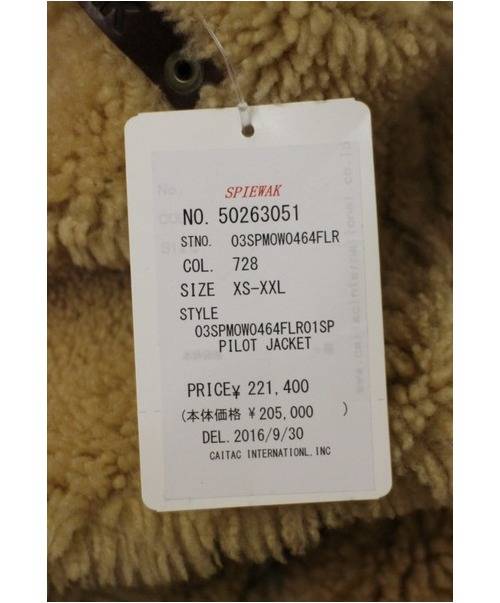 SPIEWAK
NO. 50263051
STNO. 03SPMOW0464FLR
COL. 728
SIZE XS-XXL
STYLE
03SPMOW0464FLR01SP
PILOT JACKET
PRICE¥ 221,400
(本体価格 ¥205,000 )
DEL. 2016/9/30
CAITAC INTERNATIONL. INC